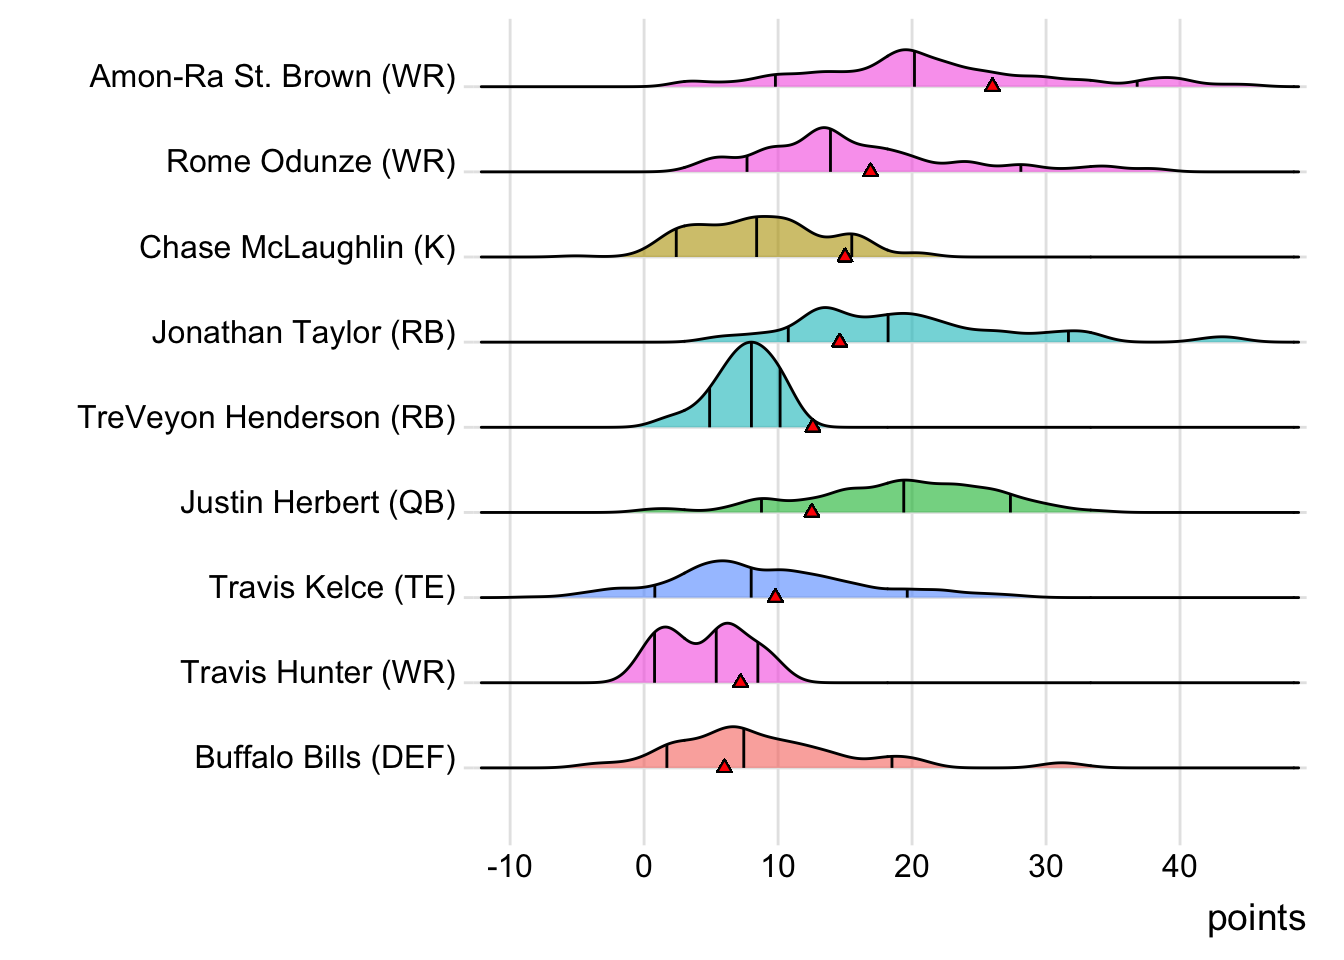 Amon-Ra St. Brown (WR)
Rome Odunze (WR)
Chase McLaughlin (K)
Jonathan Taylor (RB)
TreVeyon Henderson (RB)
Justin Herbert (QB)
Travis Kelce (TE)
Travis Hunter (WR)
Buffalo Bills (DEF)
-10 0 10 20 30 40
points